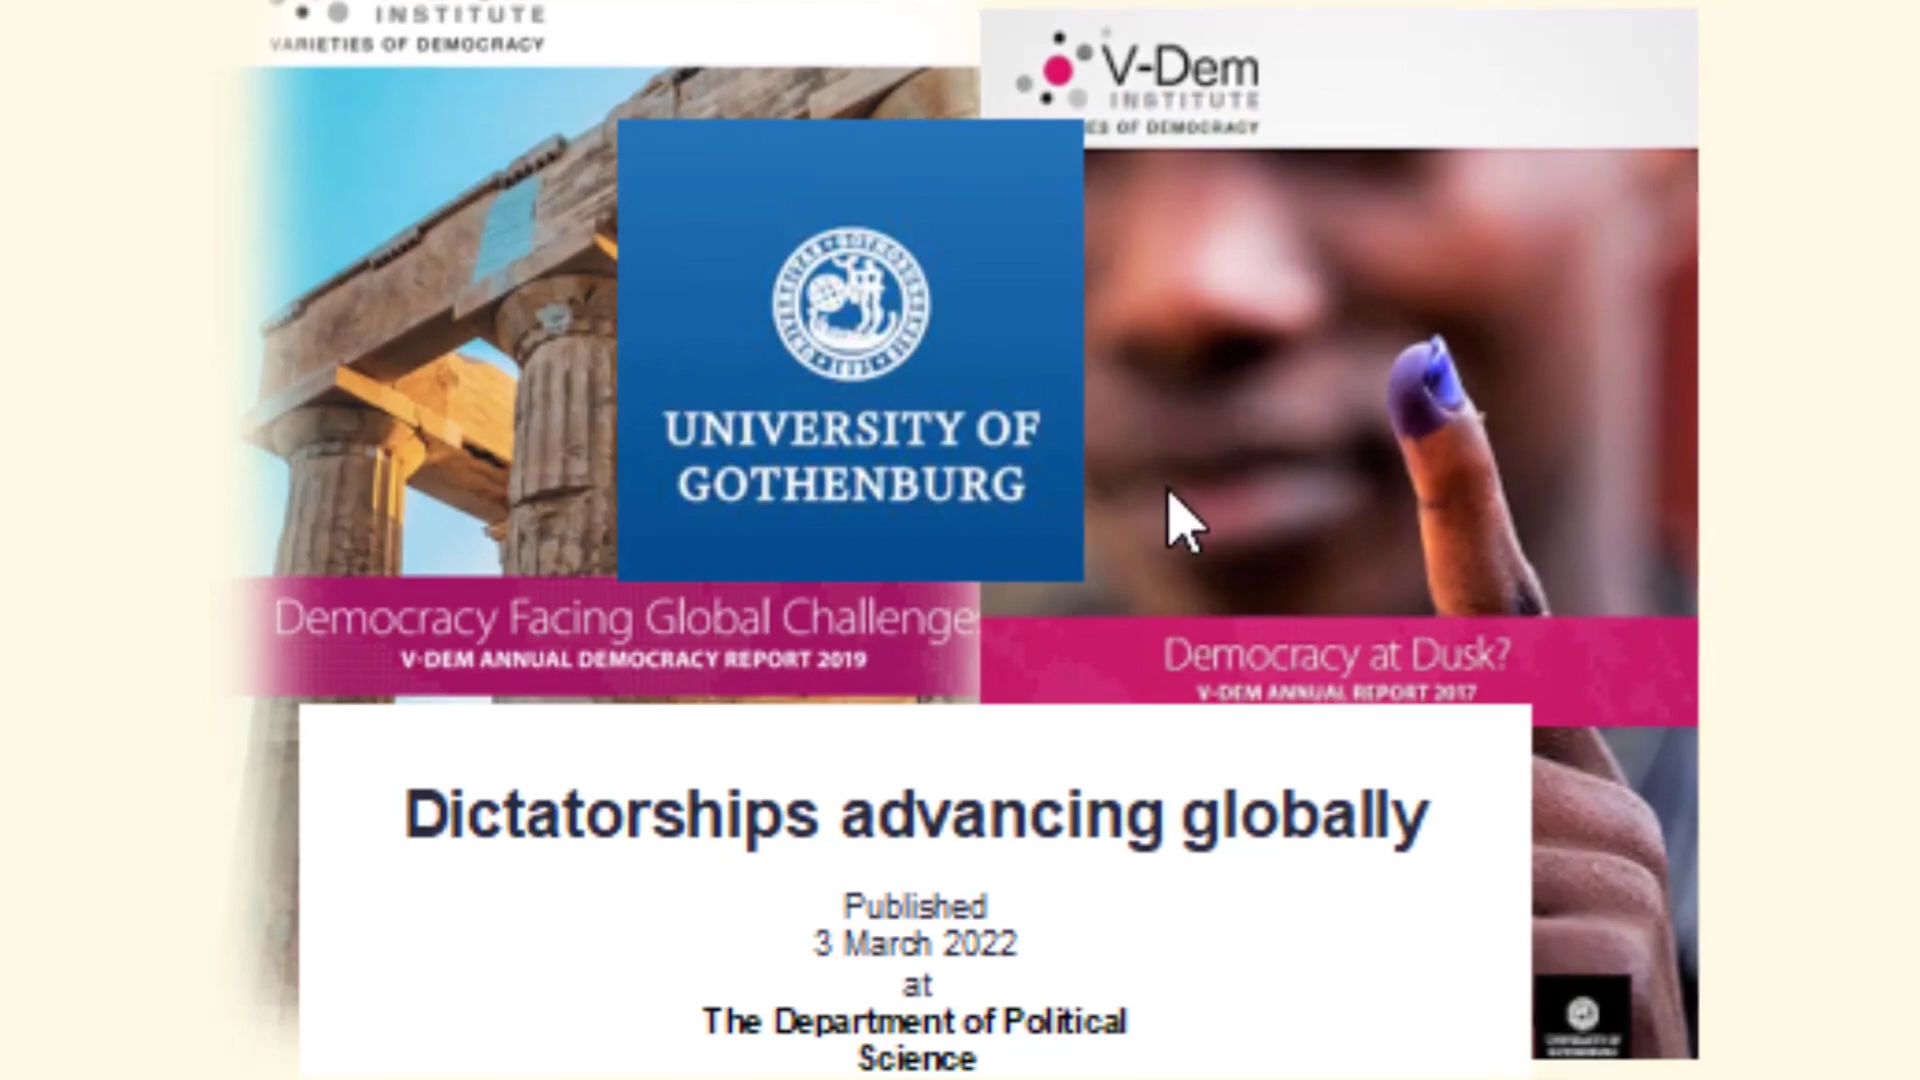 INSTITUTE
VARIETIES OF DEMOCRACY
V-Dem
INSTITUTE
OF DEMOCRACY
UNIVERSITY OF
GOTHENBURG
Democracy Facing Global Challenge
V-DEM ANNUAL DEMOCRACY REPORT 2019
Democracy at Dusk?
V-DEM ANNUAL REPORT 2017
Dictatorships advancing globally
Published
3 March 2022
at
The Department of Political
Science